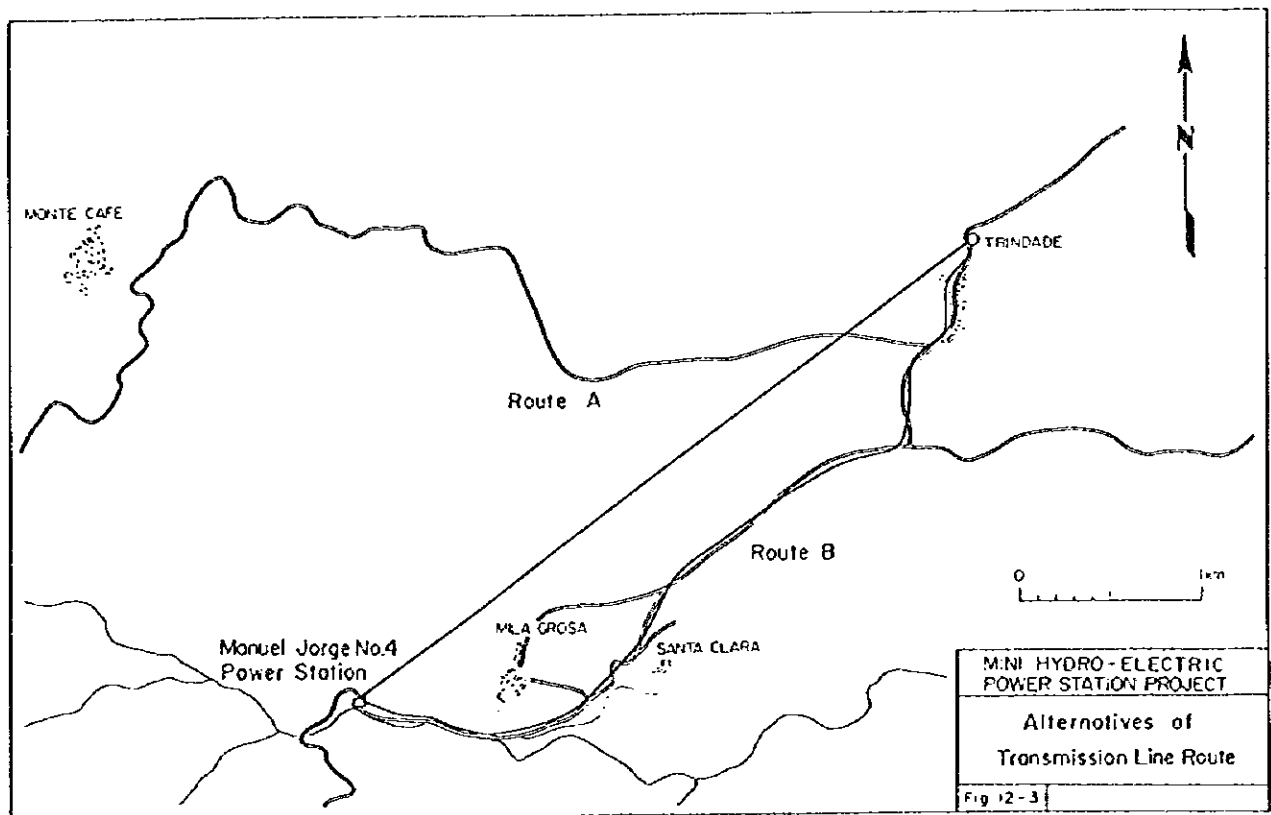 N
MONTE CAFE
TRINDADE
Route A
Route B
0 1km
MILAGROSA
SANTA CLARA
Manuel Jorge No.4
Power Station
MINI HYDRO-ELECTRIC
POWER STATION PROJECT
Alternatives of
Transmission Line Route
Fig 12-3